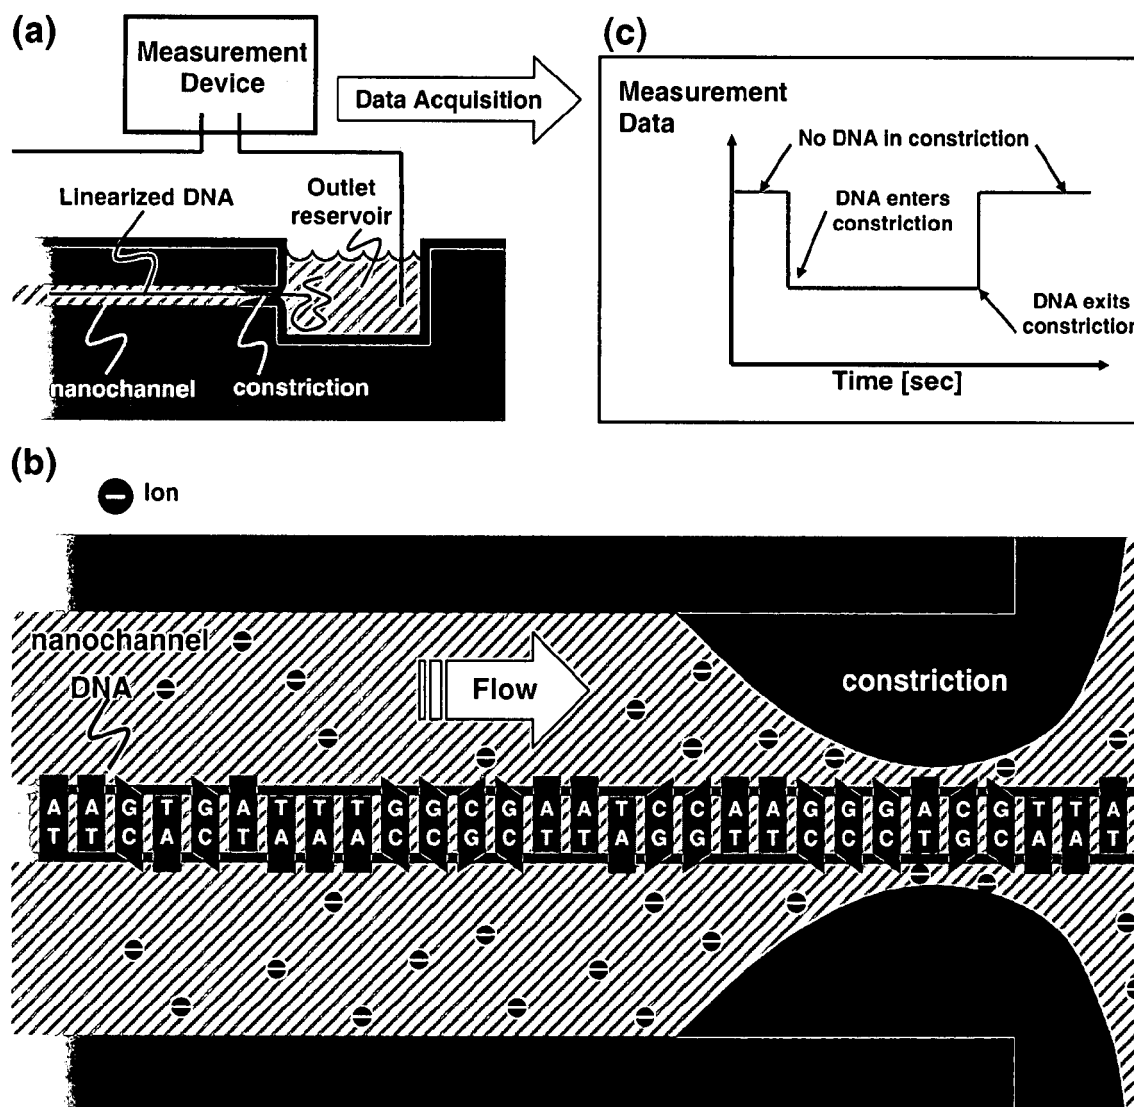 (a)
Measurement
Device
Data Acquisition
Linearized DNA
Outlet
reservoir
nanochannel
constriction
(c)
Measurement
Data
No DNA in constriction
DNA enters
constriction
DNA exits
constriction
Time [sec]
(b)
Ion
nanochannel
DNA
Flow
constriction
A A G T G A T T T G G C G A A T C C A A G G G A C G T T A
T T C A C T A A A C C G C T T A G G T T C C C T G C A A T